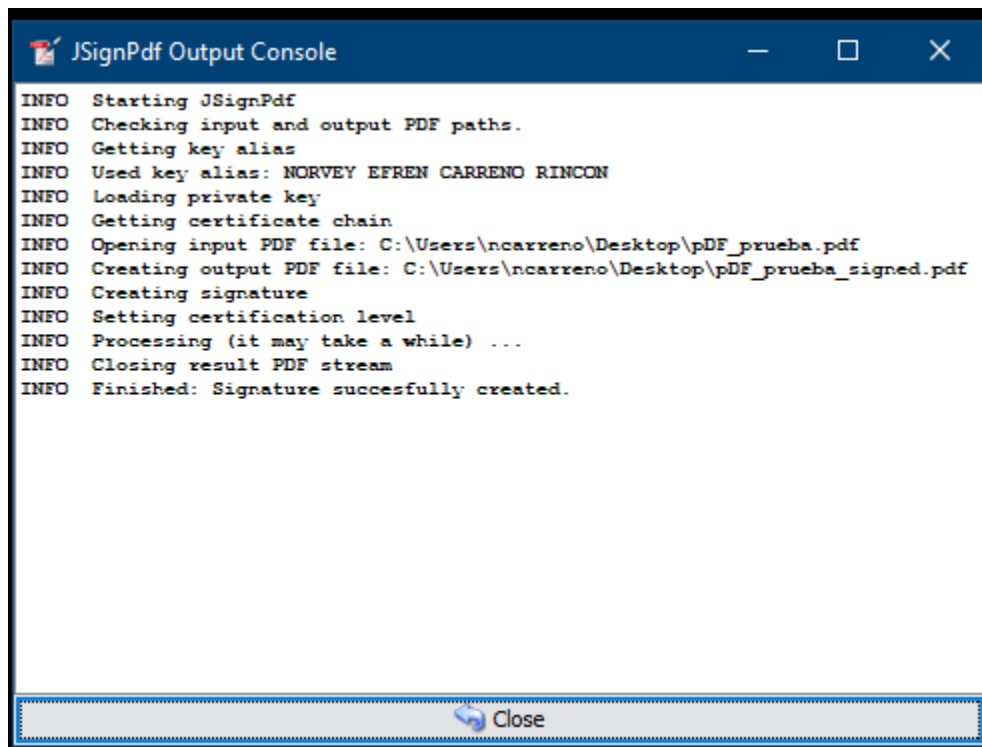 JSignPdf Output Console
INFO Starting JSignPdf
INFO Checking input and output PDF paths.
INFO Getting key alias
INFO Used key alias: NORVEY EFREN CARRENO RINCON
INFO Loading private key
INFO Getting certificate chain
INFO Opening input PDF file: C:\Users\ncarreno\Desktop\pDF_prueba.pdf
INFO Creating output PDF file: C:\Users\ncarreno\Desktop\pDF_prueba_signed.pdf
INFO Creating signature
INFO Setting certification level
INFO Processing (it may take a while) ...
INFO Closing result PDF stream
INFO Finished: Signature succesfully created.
Close